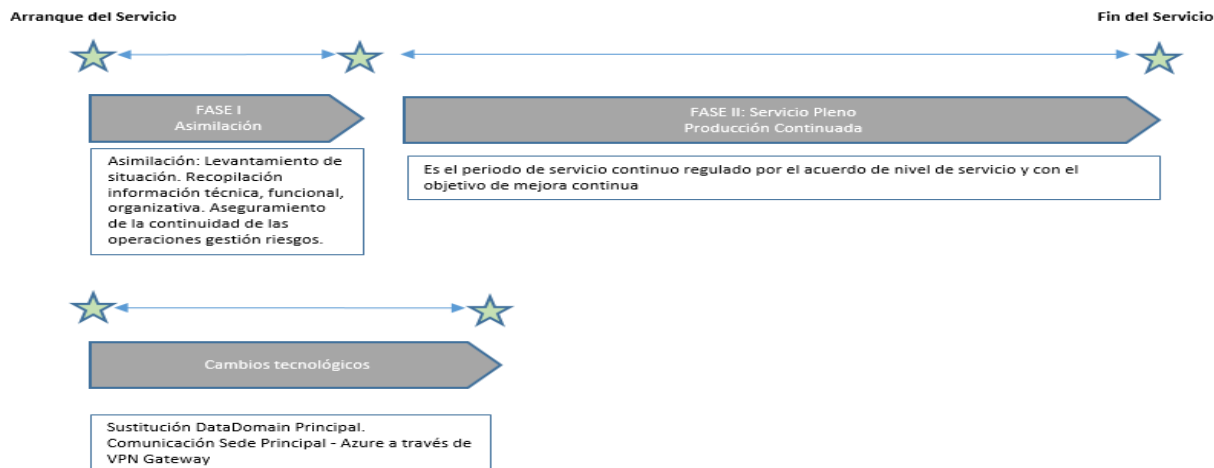 Arranque del Servicio
Fin del Servicio
FASE I
Asimilación
FASE II: Servicio Pleno
Producción Continuada
Asimilación: Levantamiento de
situación. Recopilación
información técnica, funcional,
organizativa. Aseguramiento
de la continuidad de las
operaciones gestión riesgos.
Es el periodo de servicio continuo regulado por el acuerdo de nivel de servicio y con el
objetivo de mejora continua
Cambios tecnológicos
Sustitución DataDomain Principal.
Comunicación Sede Principal - Azure a través de
VPN Gateway